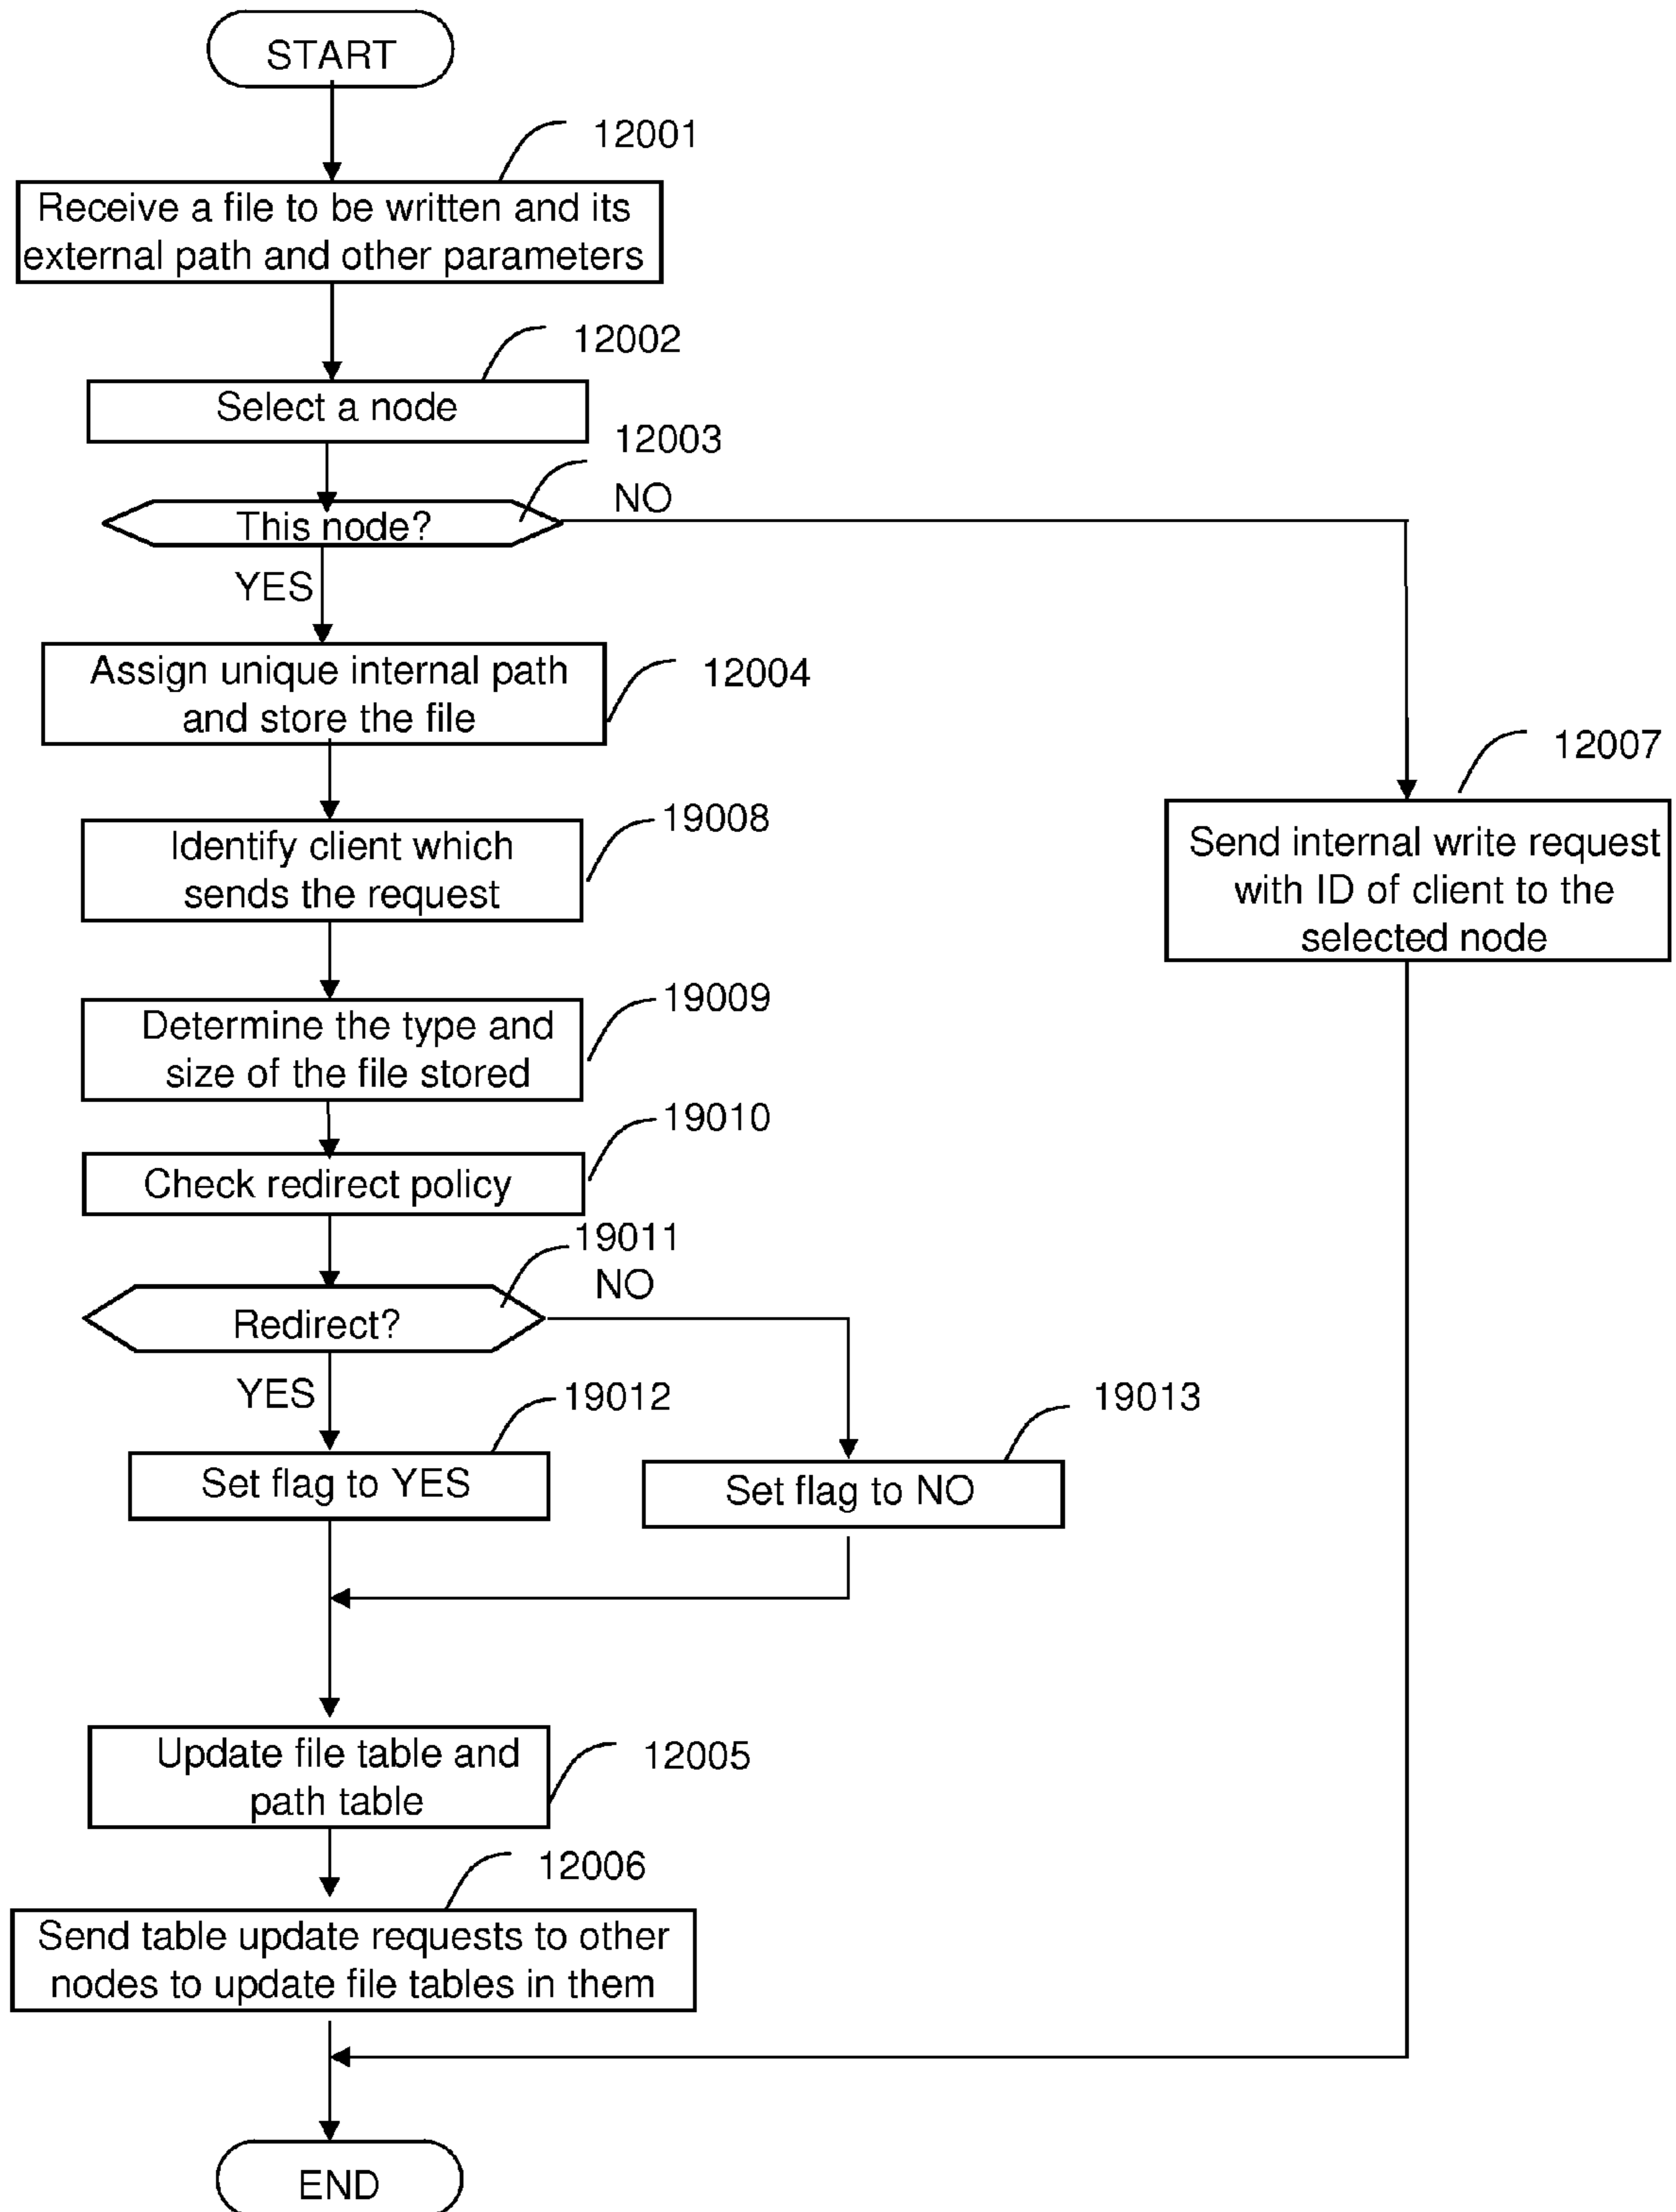 START
12001
Receive a file to be written and its
external path and other parameters
12002
Select a node
12003
NO
This node?
YES
Assign unique internal path
and store the file
12004
12007
Send internal write request
with ID of client to the
selected node
19008
Identify client which
sends the request
19009
Determine the type and
size of the file stored
19010
Check redirect policy
19011
NO
Redirect?
YES
19012
19013
Set flag to YES
Set flag to NO
Update file table and
path table
12005
12006
Send table update requests to other
nodes to update file tables in them
END